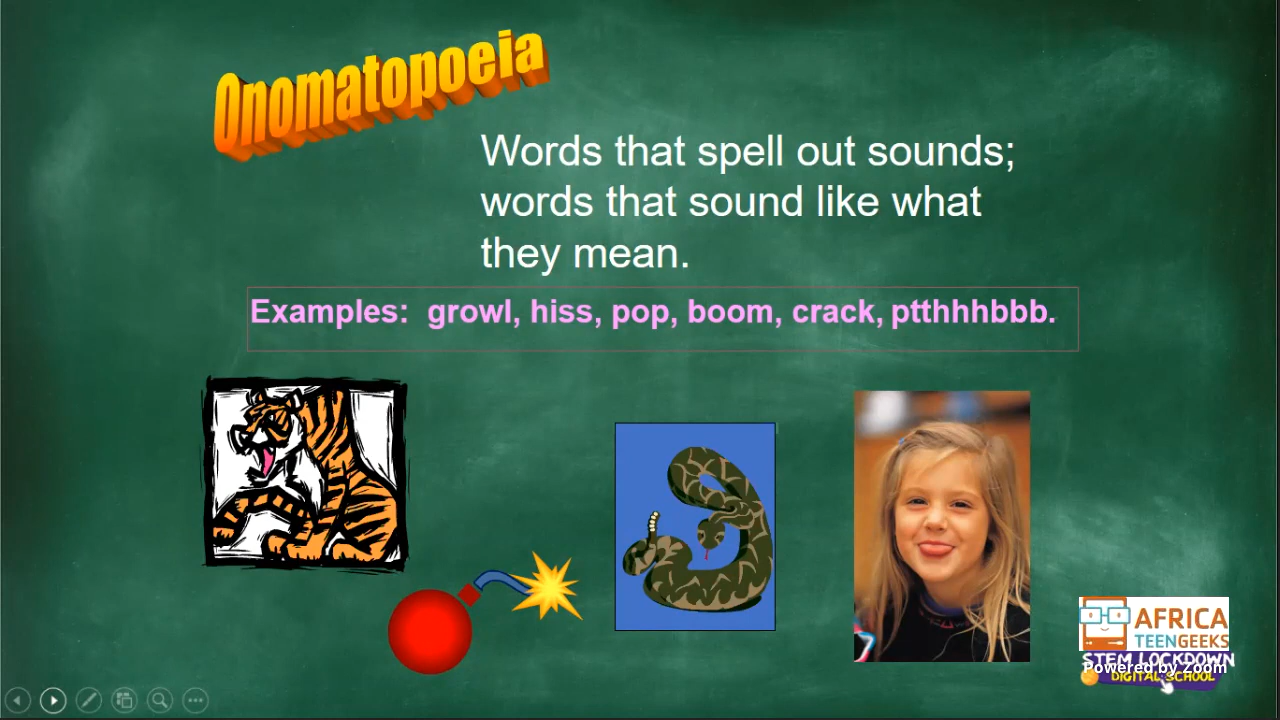 Onomatopoeia
Words that spell out sounds;
words that sound like what
they mean.
Examples: growl, hiss, pop, boom, crack, ptthhhbbb.
AFRICA
TEENGEEKS
STEM LOCKDOWN
Powered by Zoom
DIGITAL SCHOOL